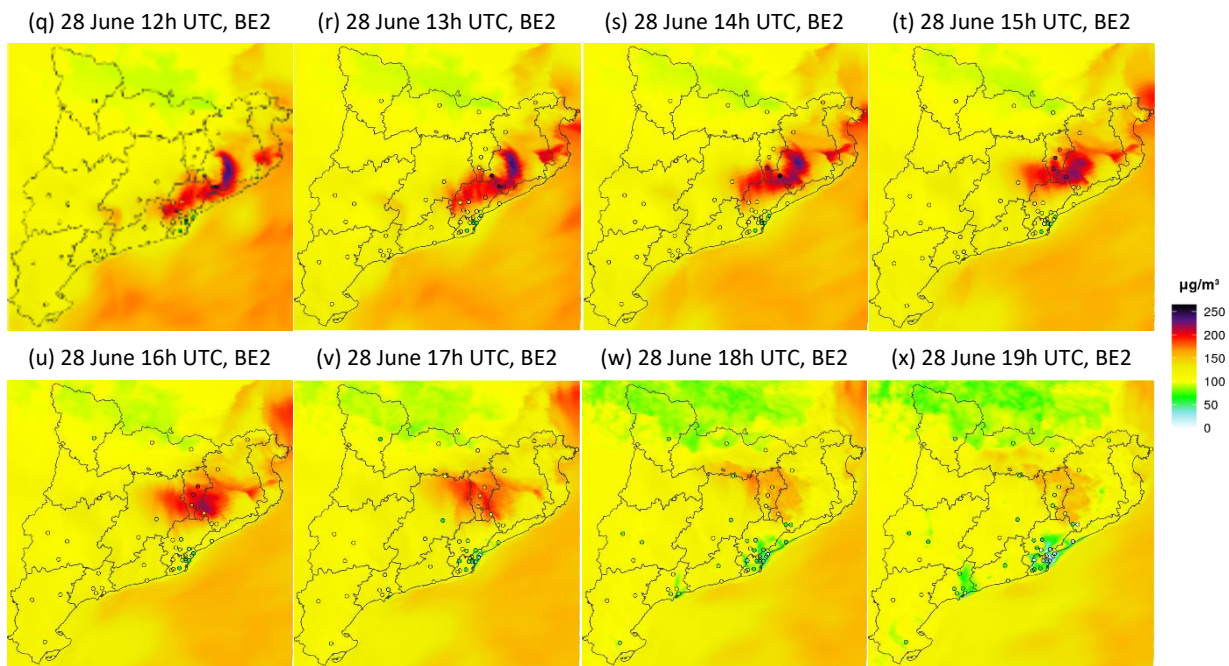 (q) 28 June 12h UTC, BE2
(r) 28 June 13h UTC, BE2
(s) 28 June 14h UTC, BE2
(t) 28 June 15h UTC, BE2
µg/m³
250
200
150
100
50
0
(u) 28 June 16h UTC, BE2
(v) 28 June 17h UTC, BE2
(w) 28 June 18h UTC, BE2
(x) 28 June 19h UTC, BE2